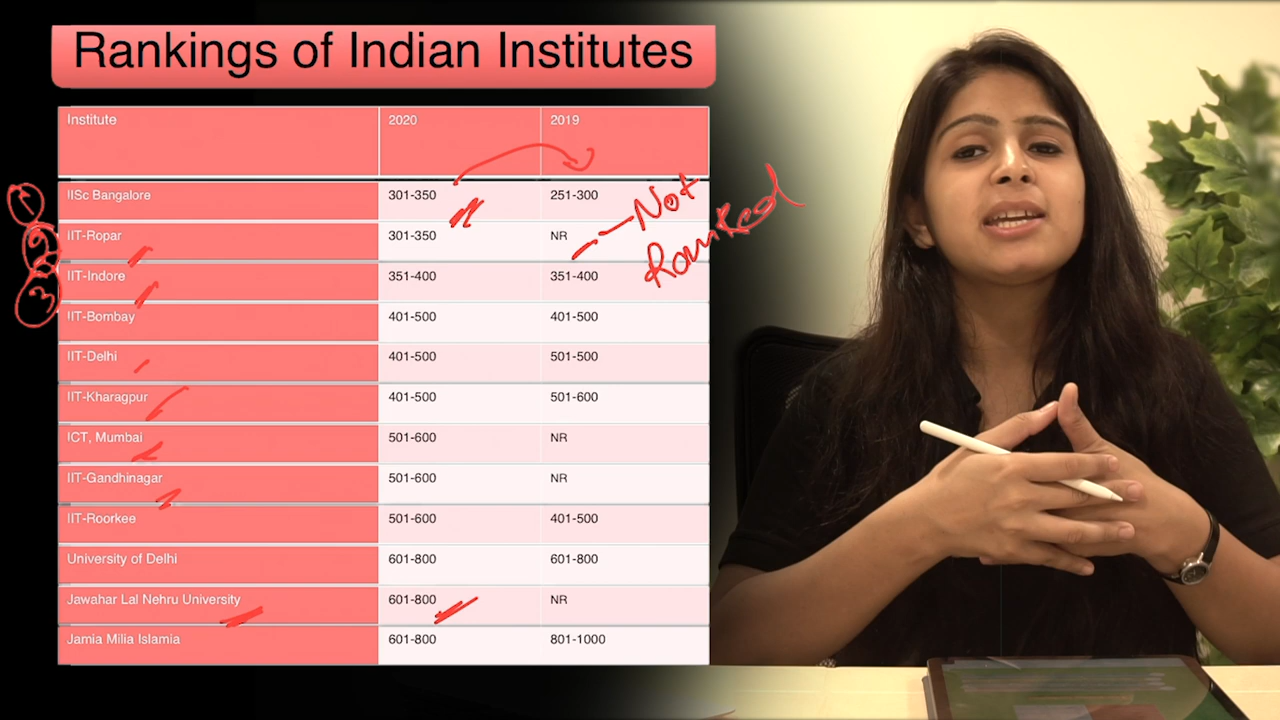 Rankings of Indian Institutes
Institute 2020 2019
1 IISc Bangalore 301-350 251-300 Not
2 IIT-Ropar 301-350 NR Ranked
3 IIT-Indore 351-400 351-400
IIT-Bombay 401-500 401-500
IIT-Delhi 401-500 501-500
IIT-Kharagpur 401-500 501-600
ICT, Mumbai 501-600 NR
IIT-Gandhinagar 501-600 NR
IIT-Roorkee 501-600 401-500
University of Delhi 601-800 601-800
Jawahar Lal Nehru University 601-800 NR
Jamia Milia Islamia 601-800 801-1000